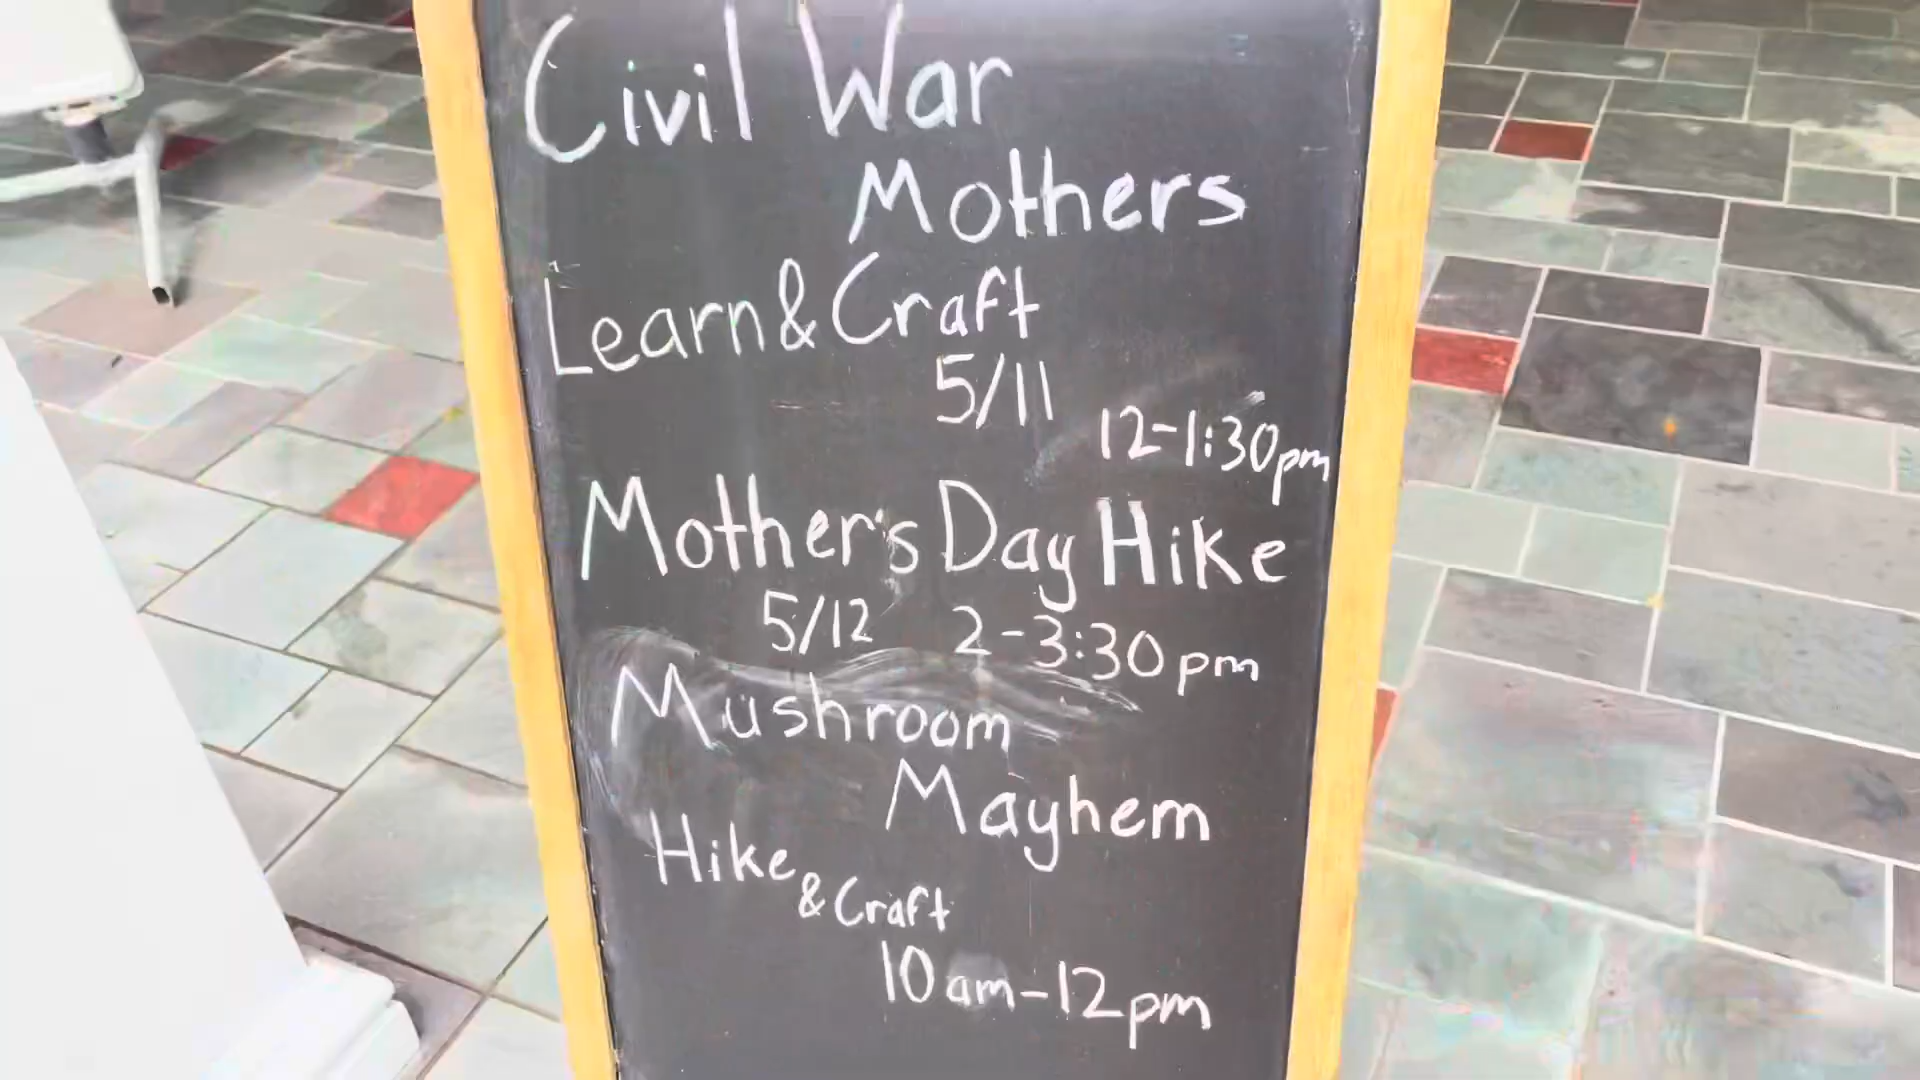 Civil War
Mothers
Learn & Craft
5/11
12-1:30pm
Mother's Day Hike
5/12 2-3:30pm
Mushroom
Mayhem
Hike
& Craft
10am-12pm